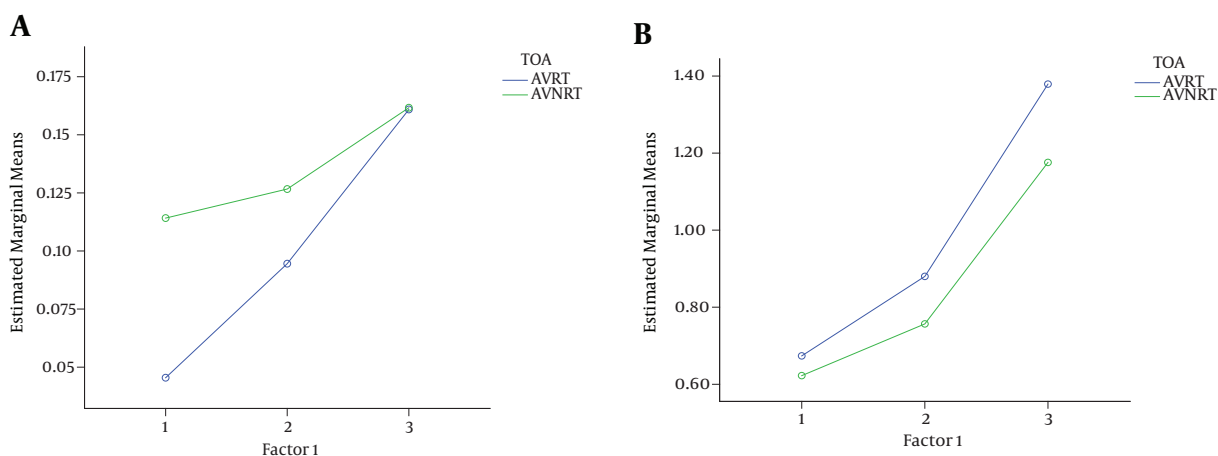 A
TOA
AVRT
AVNRT
Estimated Marginal Means
0.175
0.15
0.125
0.10
0.075
0.05
1 2 3
Factor 1
B
TOA
AVRT
AVNRT
Estimated Marginal Means
1.40
1.20
1.00
0.80
0.60
1 2 3
Factor 1